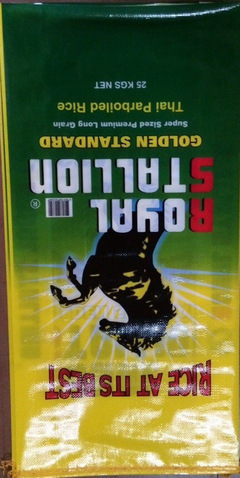 RICE AT ITS BEST
ROYAL
STALLION
®
GOLDEN STANDARD
Super Sized Premium Long Grain
Thai Parboiled Rice
25 KGS NET